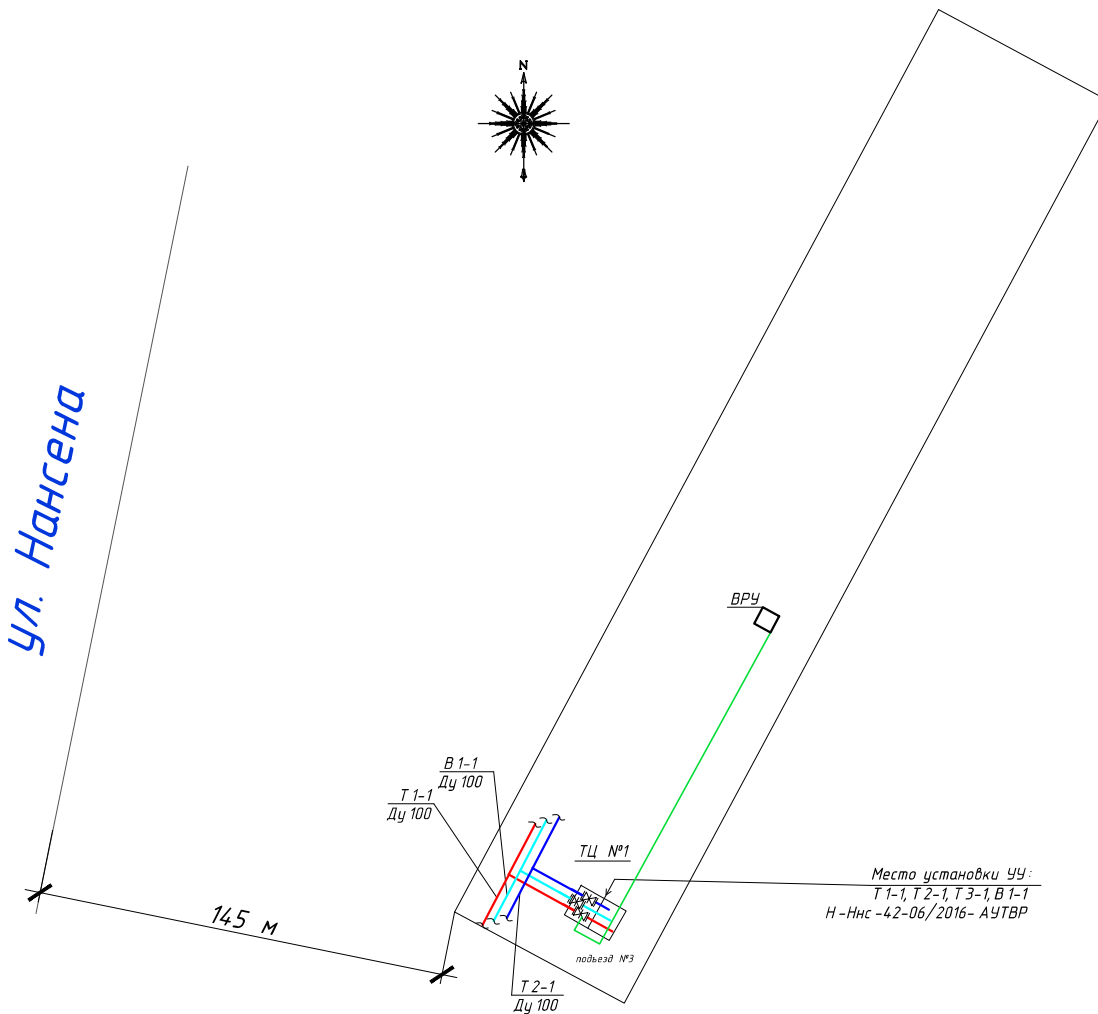 N
ул. Нансена
ВРУ
В 1-1
Ду 100
Т 1-1
Ду 100
ТЦ №1
Место установки УУ:
Т 1-1, Т 2-1, Т 3-1, В 1-1
Н-Ннс-42-06/2016- АУТВР
145 м
подьезд №3
Т 2-1
Ду 100